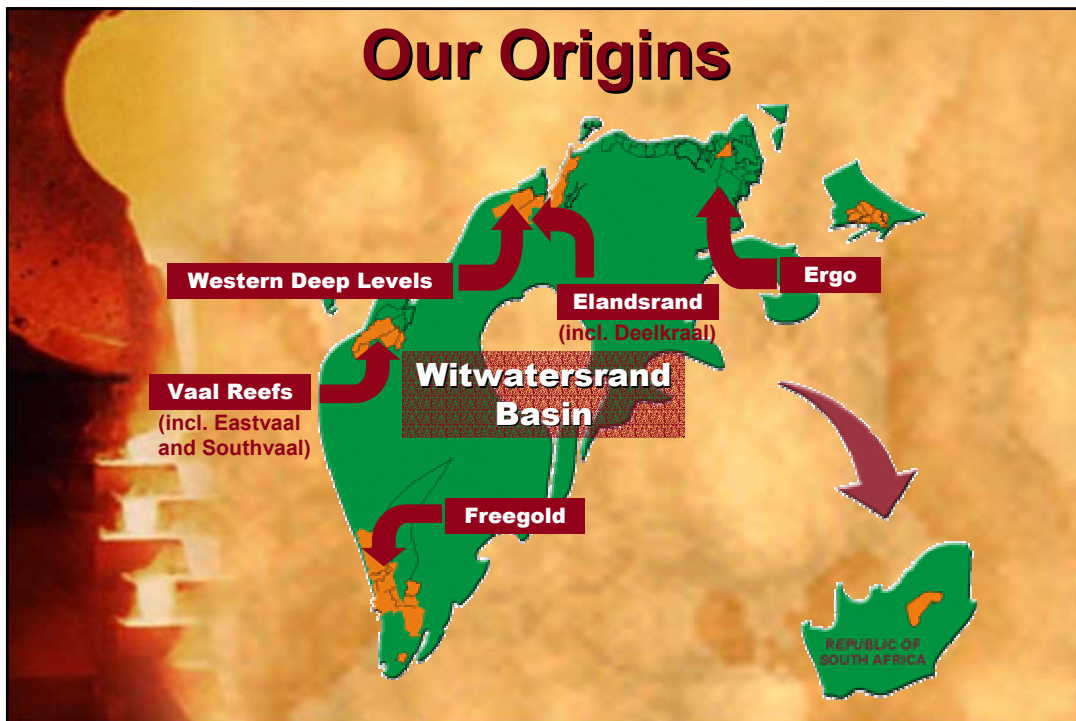 Our Origins
Western Deep Levels
Elandsrand
(incl. Deelkraal)
Ergo
Vaal Reefs
(incl. Eastvaal
and Southvaal)
Witwatersrand
Basin
Freegold
REPUBLIC OF
SOUTH AFRICA